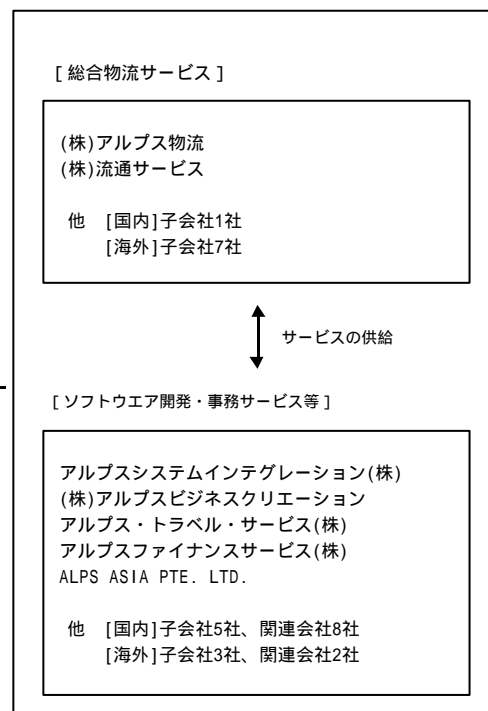 [ 総合物流サービス ]
(株)アルプス物流
(株)流通サービス
他 [国内]子会社1社
[海外]子会社7社
サービスの供給
[ ソフトウエア開発・事務サービス等 ]
アルプスシステムインテグレーション(株)
(株)アルプスビジネスクリエーション
アルプス・トラベル・サービス(株)
アルプスファイナンスサービス(株)
ALPS ASIA PTE. LTD.
他 [国内]子会社5社、関連会社8社
[海外]子会社3社、関連会社2社